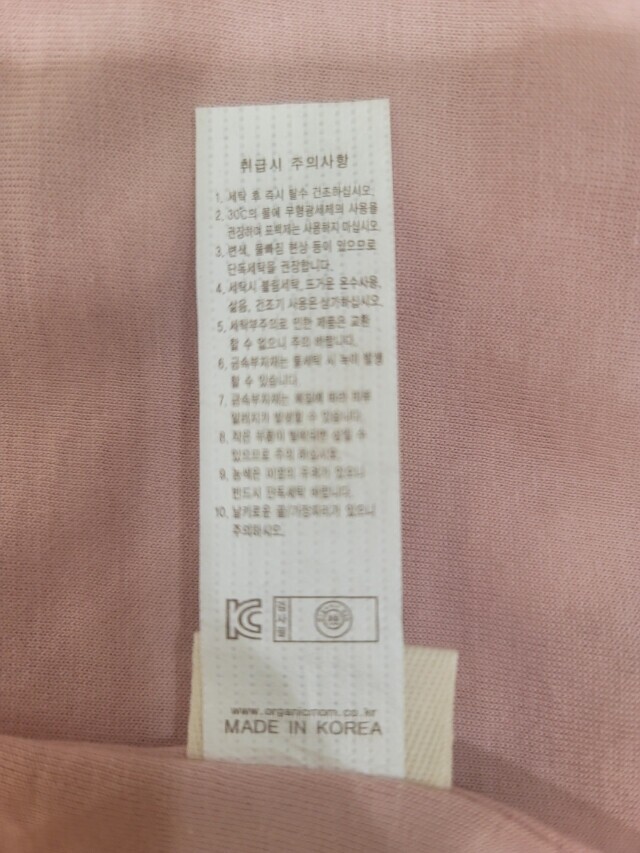 취급시 주의사항
1. 세탁 후 즉시 탈수 건조하십시오.
2. 30℃의 물에 무형광세제의 사용을
권장하며 표백제는 사용하지 마십시오.
3. 변색, 물빠짐 현상 등이 있으므로
단독세탁을 권장합니다.
4. 세탁시 불림세탁, 뜨거운 온수사용,
삶음, 건조기 사용은 삼가하십시오.
5. 세탁부주의로 인한 제품은 교환
할 수 없으니 주의 바랍니다.
6. 금속부자재는 물세탁 시 녹이 발생
할 수 있습니다.
7. 금속부자재는 체질에 따라 피부
알러지가 발생할 수 있습니다.
8. 작은 부품이 탈락되면 삼킬 수
있으므로 주의 하십시오.
9. 농색은 이염의 우려가 있으니
반드시 단독세탁 바랍니다.
10. 날카로운 끝/가장자리가 있으니
주의하시오.
KC
검사필
www.organicmom.co.kr
MADE IN KOREA